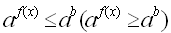 a^{f(x)} ≤ a^{b} (a^{f(x)} ≥ a^{b})